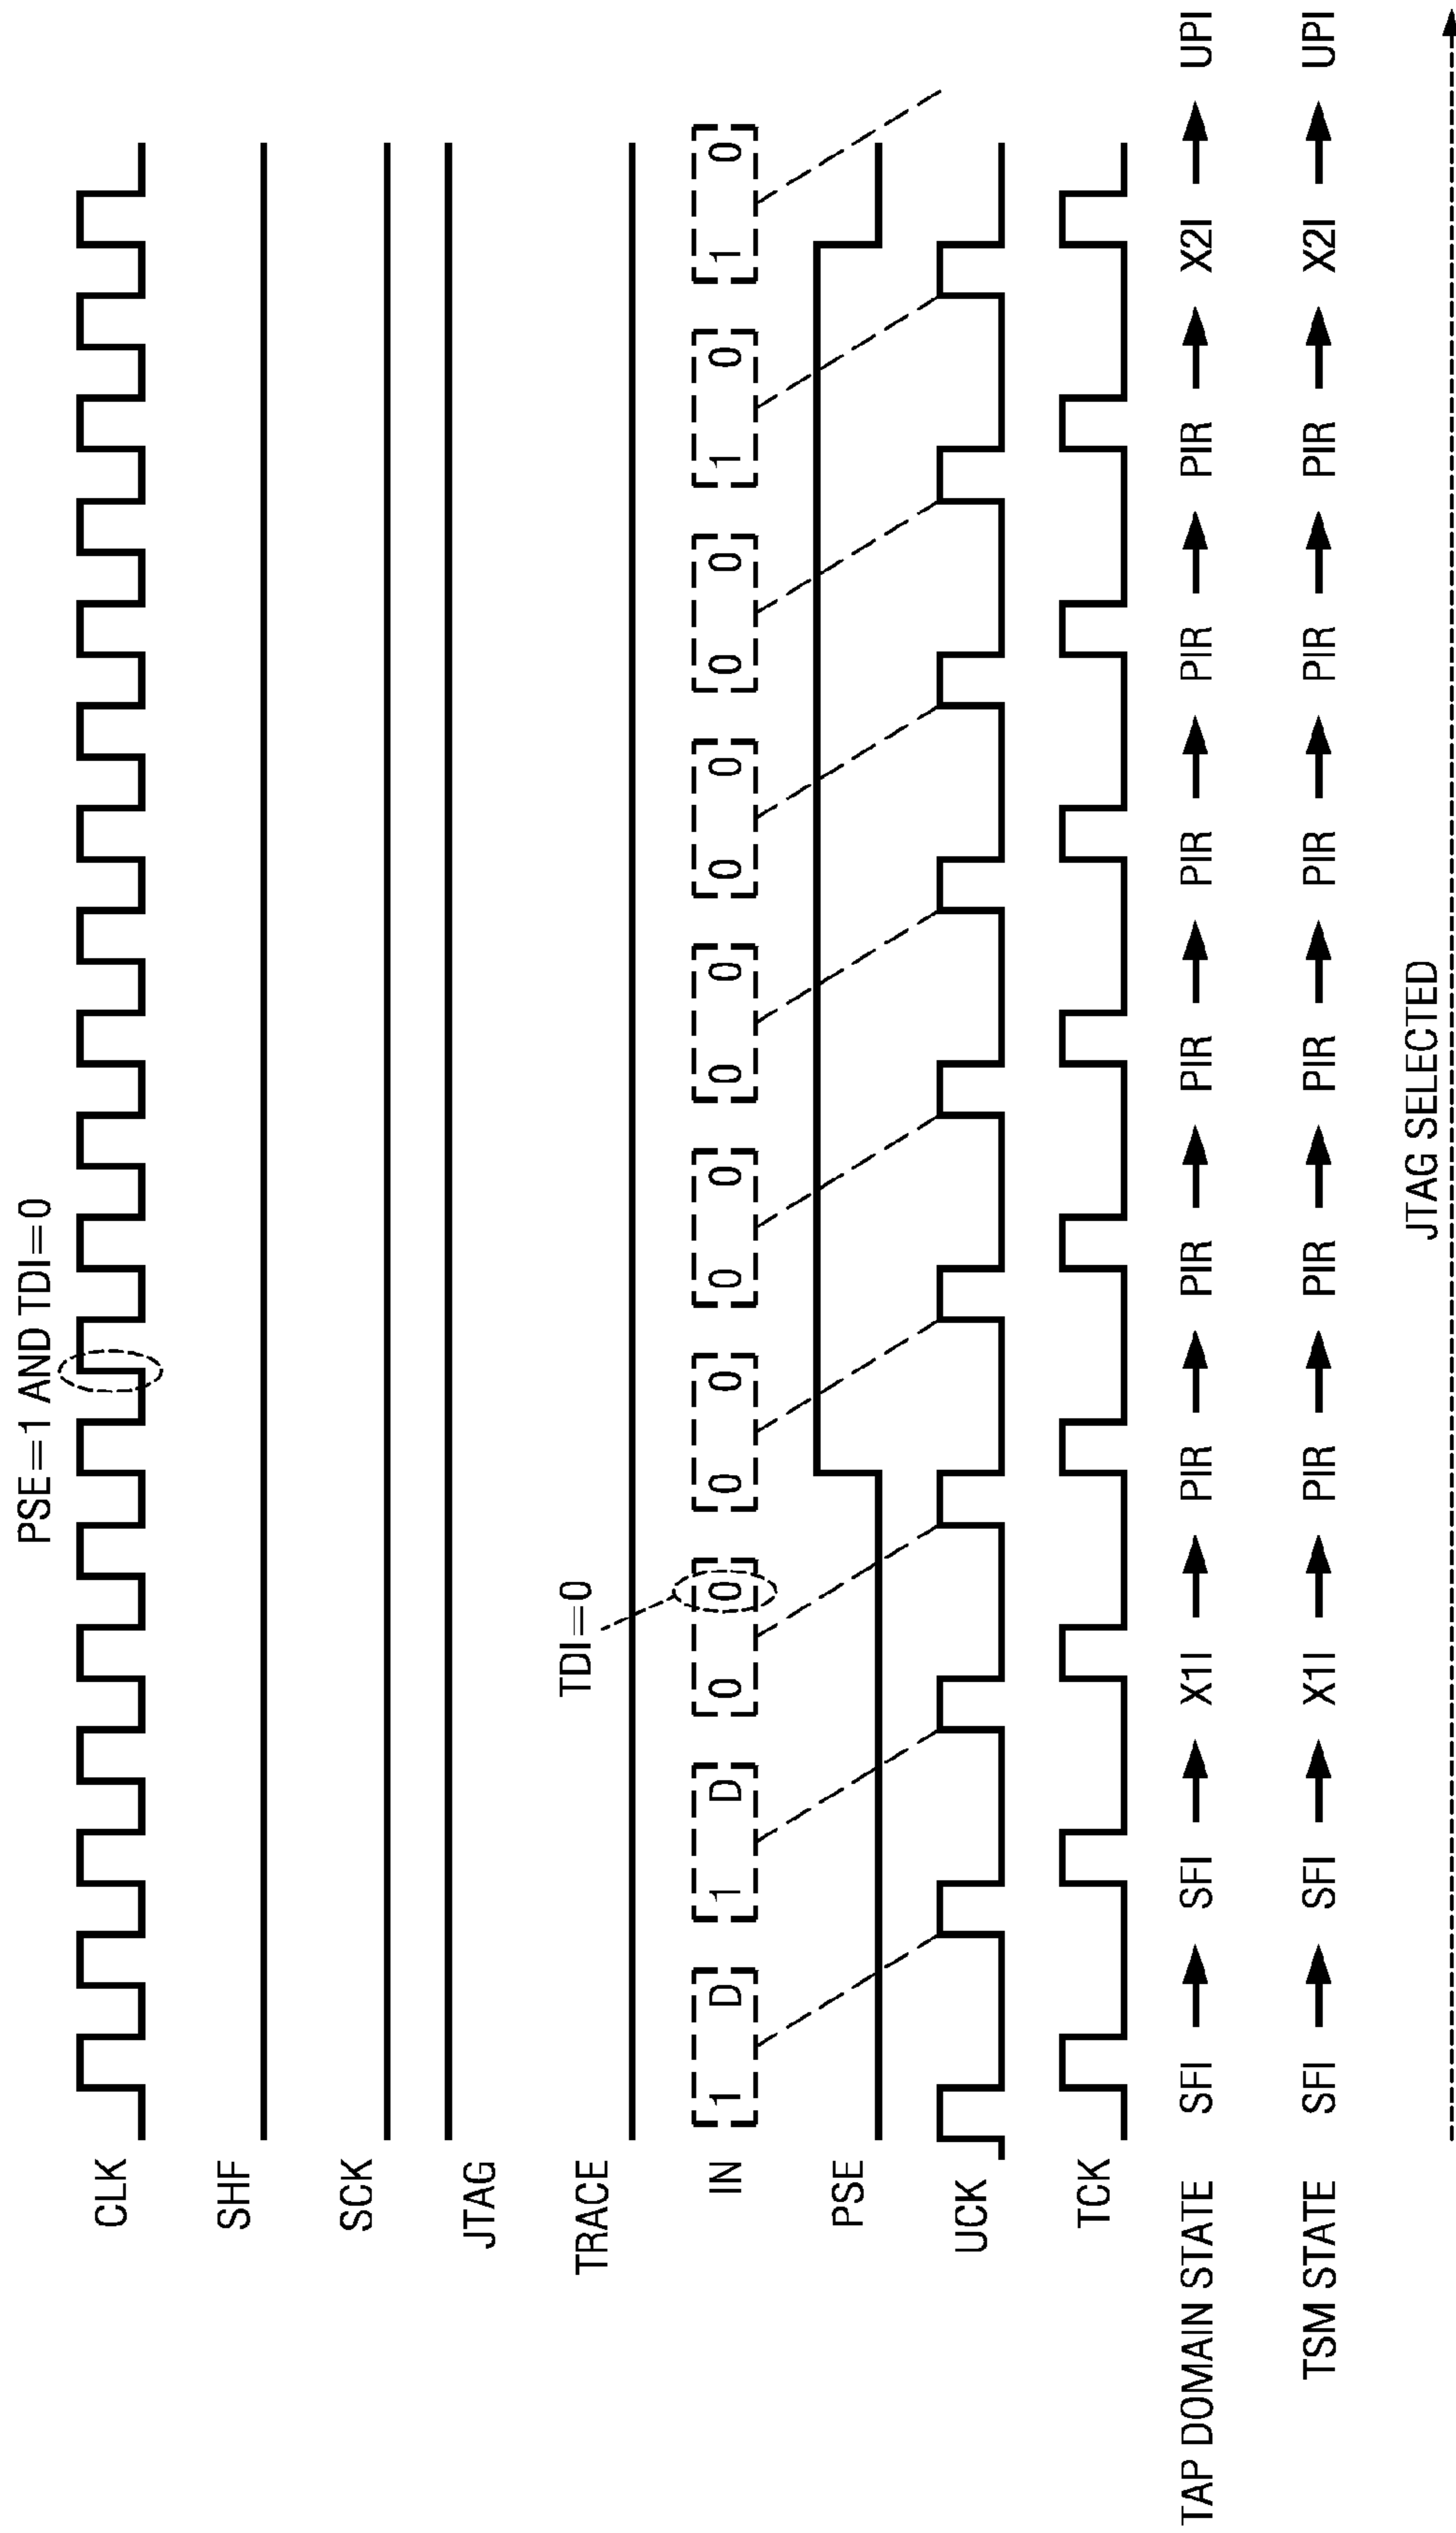 PSE=1 AND TDI=0
CLK
SHF
SCK
JTAG
TRACE
TDI=0
IN 1 D 1 D 0 0 0 0 0 0 0 0 0 0 0 0 1 0 1 0
PSE
UCK
TCK
TAP DOMAIN STATE SFI SFI X1I PIR PIR PIR PIR PIR PIR X2I UPI
TSM STATE SFI SFI X1I PIR PIR PIR PIR PIR PIR X2I UPI
JTAG SELECTED